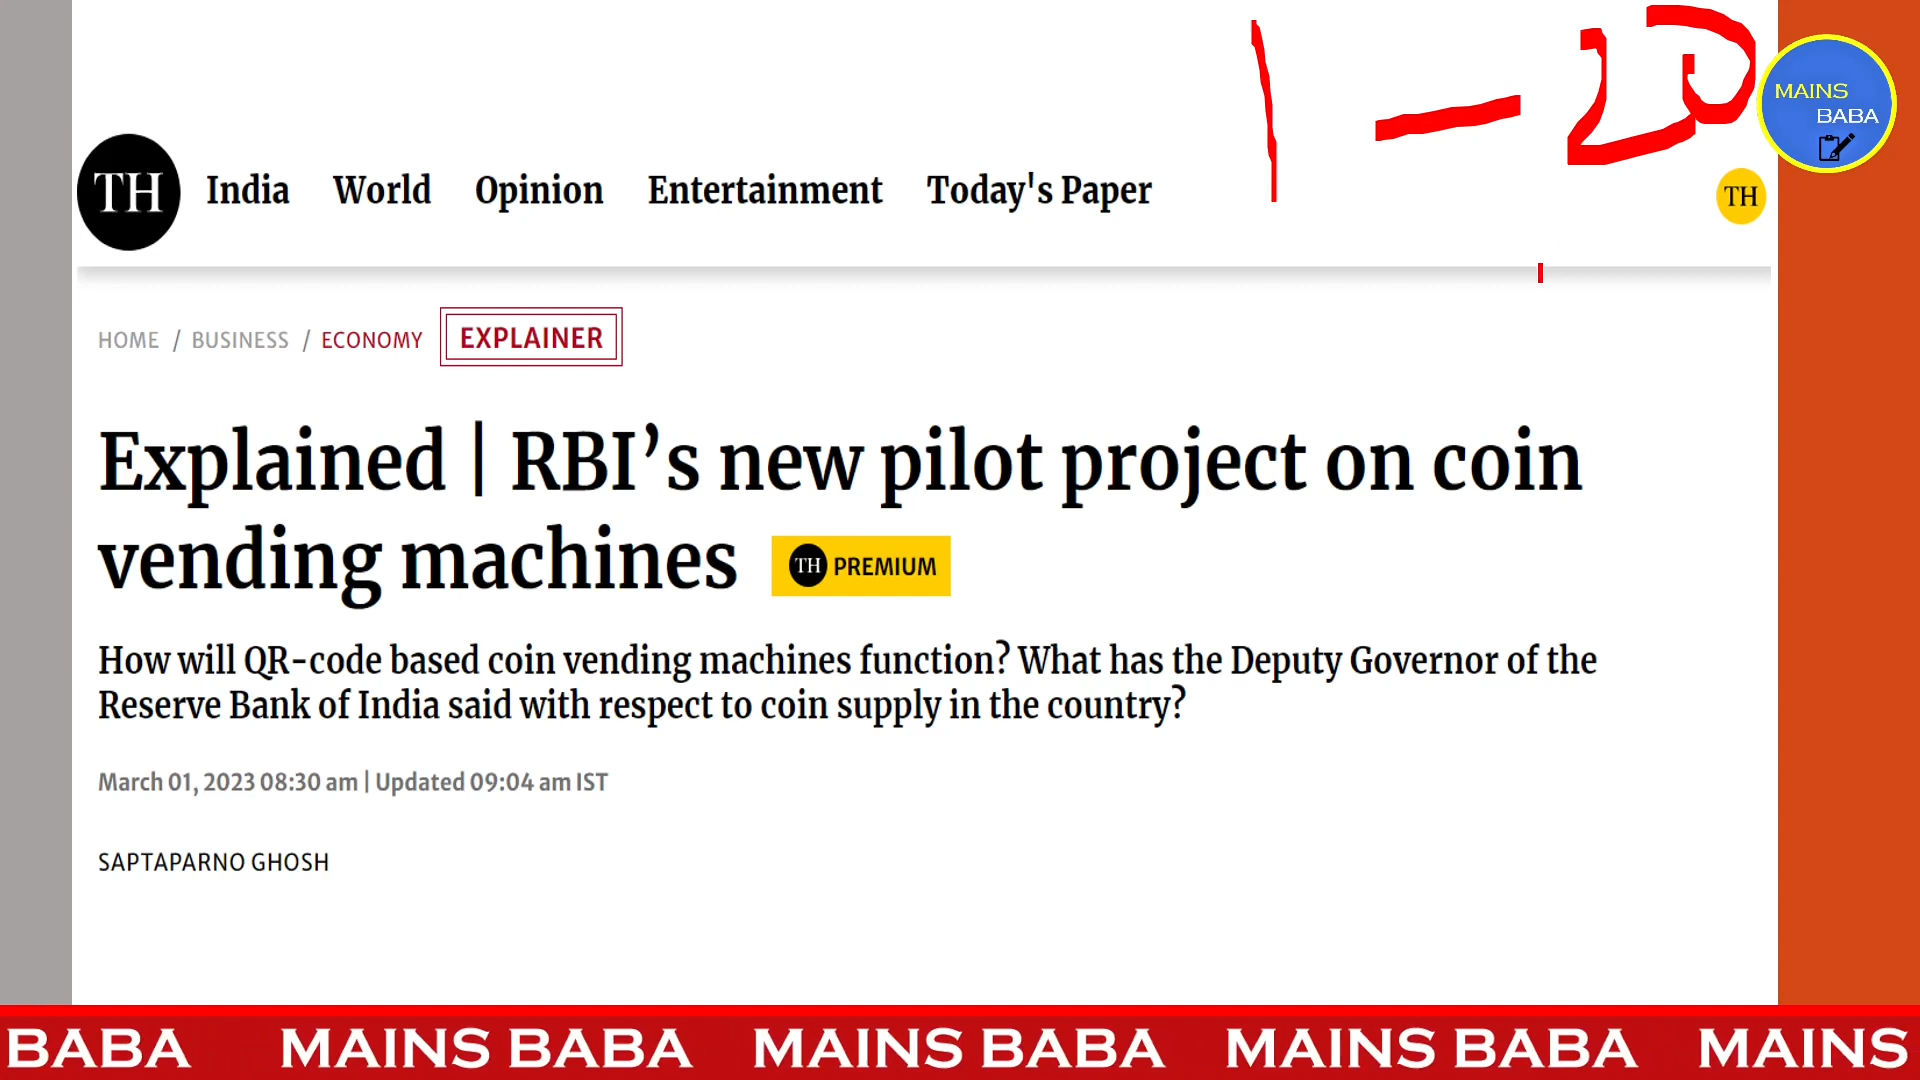 1 - 20
MAINS
BABA
TH India World Opinion Entertainment Today's Paper TH
HOME / BUSINESS / ECONOMY EXPLAINER
Explained | RBI’s new pilot project on coin
vending machines TH PREMIUM
How will QR-code based coin vending machines function? What has the Deputy Governor of the
Reserve Bank of India said with respect to coin supply in the country?
March 01, 2023 08:30 am | Updated 09:04 am IST
SAPTAPARNO GHOSH
BABA MAINS BABA MAINS BABA MAINS BABA MAINS